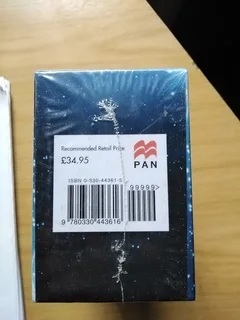 Recommended Retail Price
£34.95
PAN
ISBN 0-330-44361-5
99999>
9 780330 443616